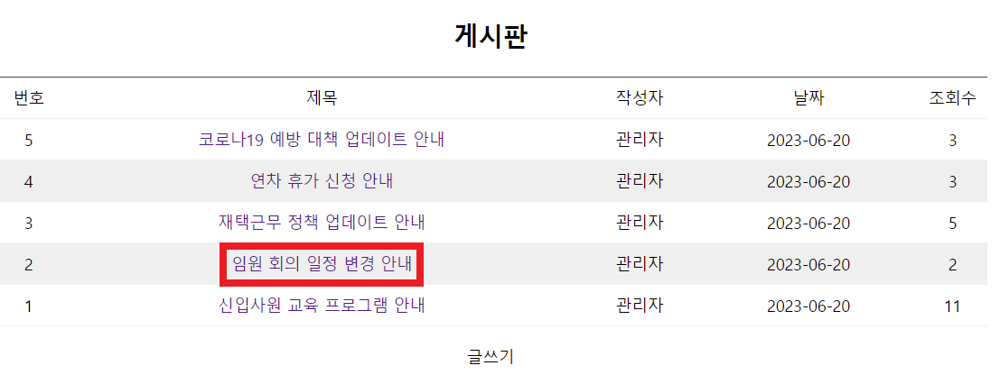 게시판
번호 제목 작성자 날짜 조회수
5 코로나19 예방 대책 업데이트 안내 관리자 2023-06-20 3
4 연차 휴가 신청 안내 관리자 2023-06-20 3
3 재택근무 정책 업데이트 안내 관리자 2023-06-20 5
2 임원 회의 일정 변경 안내 관리자 2023-06-20 2
1 신입사원 교육 프로그램 안내 관리자 2023-06-20 11
글쓰기